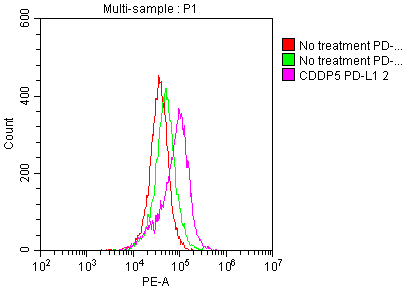 Multi-sample : P1
600
400
200
0
Count
10^2 10^3 10^4 10^5 10^6 10^7
PE-A
No treatment PD-...
No treatment PD-...
CDDP5 PD-L1 2